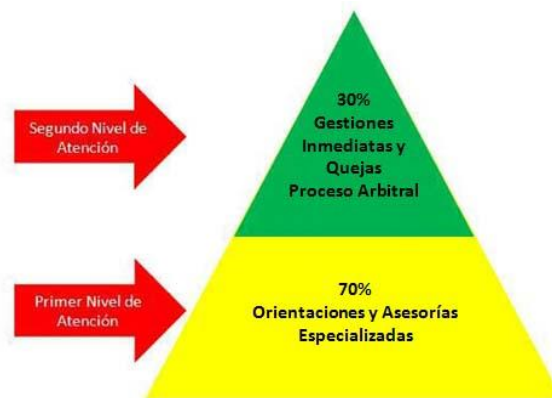 30%
Gestiones
Inmediatas y
Quejas
Proceso Arbitral
Segundo Nivel de
Atención
70%
Orientaciones y Asesorías
Especializadas
Primer Nivel de
Atención